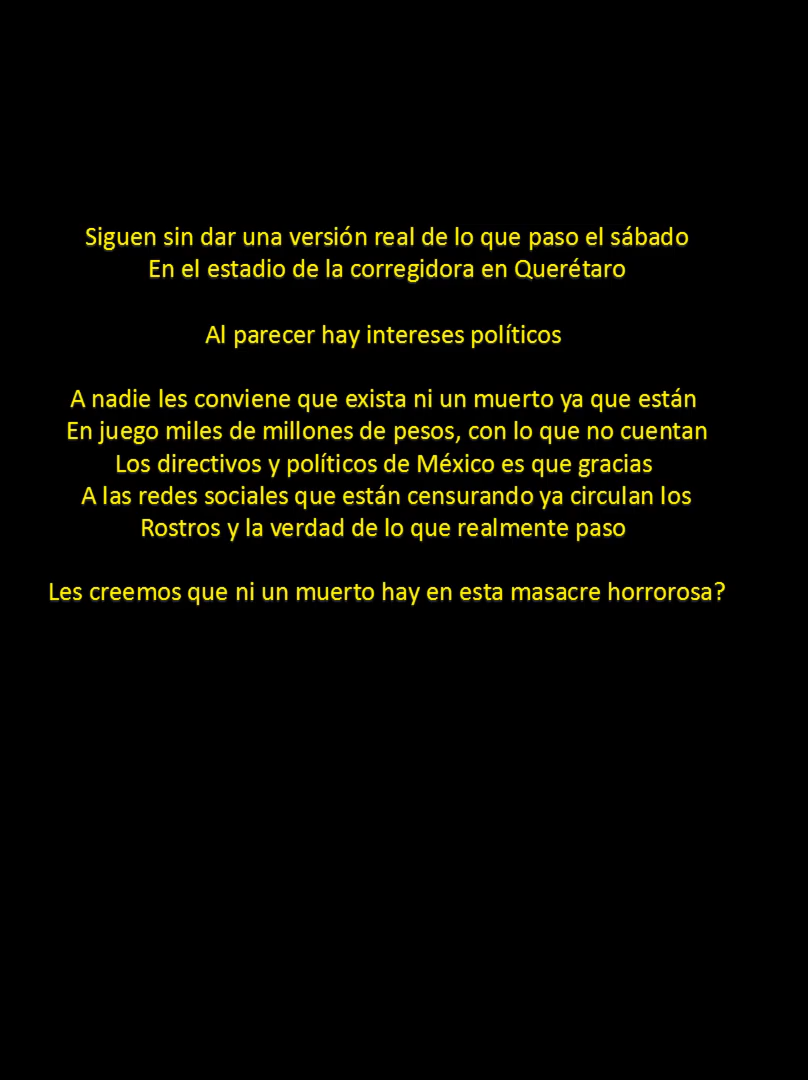 Siguen sin dar una versión real de lo que paso el sábado
En el estadio de la corregidora en Querétaro
Al parecer hay intereses políticos
A nadie les conviene que exista ni un muerto ya que están
En juego miles de millones de pesos, con lo que no cuentan
Los directivos y políticos de México es que gracias
A las redes sociales que están censurando ya circulan los
Rostros y la verdad de lo que realmente paso
Les creemos que ni un muerto hay en esta masacre horrorosa?